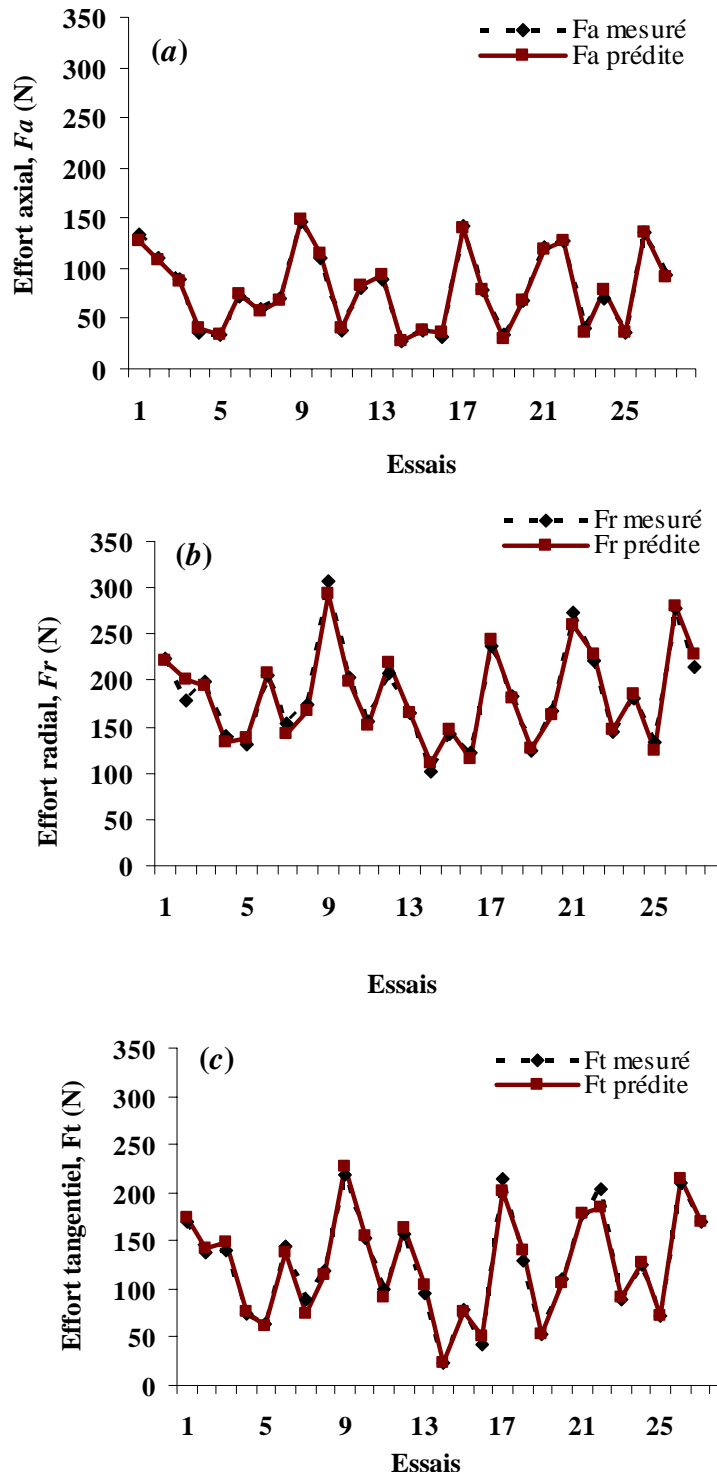 (a)
Fa mesuré
Fa prédite
Effort axial, Fa (N)
350
300
250
200
150
100
50
0
1 5 9 13 17 21 25
Essais
(b)
Fr mesuré
Fr prédite
Effort radial, Fr (N)
350
300
250
200
150
100
50
0
1 5 9 13 17 21 25
Essais
(c)
Ft mesuré
Ft prédite
Effort tangentiel, Ft (N)
350
300
250
200
150
100
50
0
1 5 9 13 17 21 25
Essais